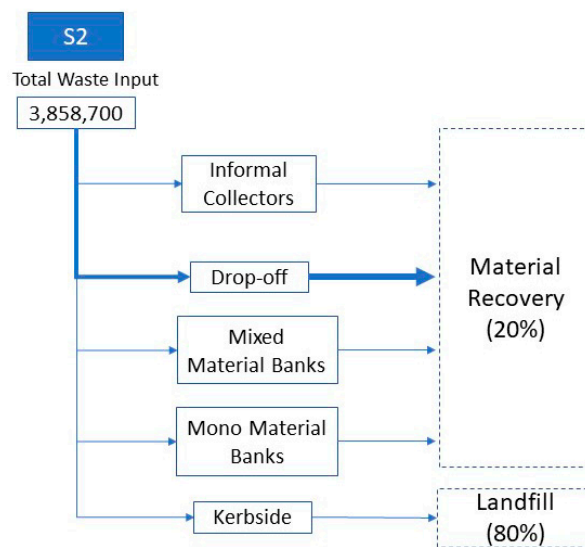 S2
Total Waste Input
3,858,700
Informal
Collectors
Drop-off
Mixed
Material Banks
Mono Material
Banks
Kerbside
Material
Recovery
(20%)
Landfill
(80%)